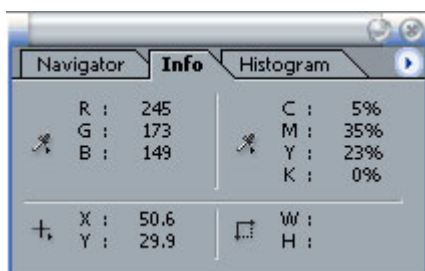 Navigator Info Histogram
R : 245 C : 5%
G : 173 M : 35%
B : 149 Y : 23%
K : 0%
X : 50.6 W :
Y : 29.9 H :